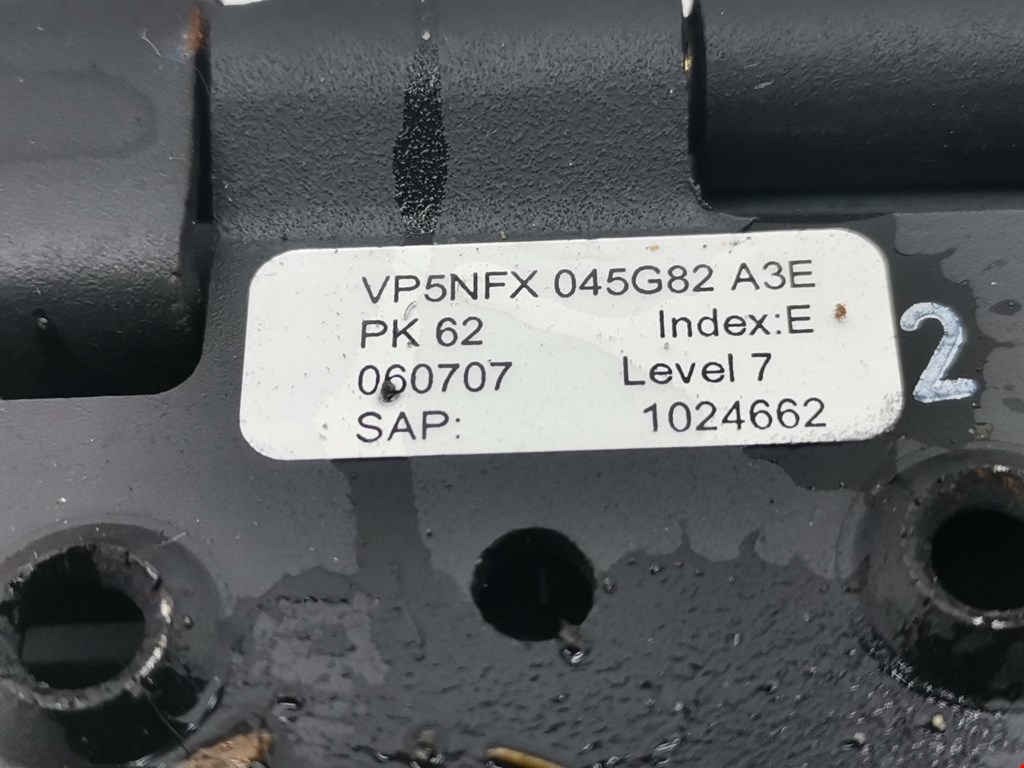 VP5NFX 045G82 A3E
PK 62 Index:E
060707 Level 7
SAP: 1024662
2